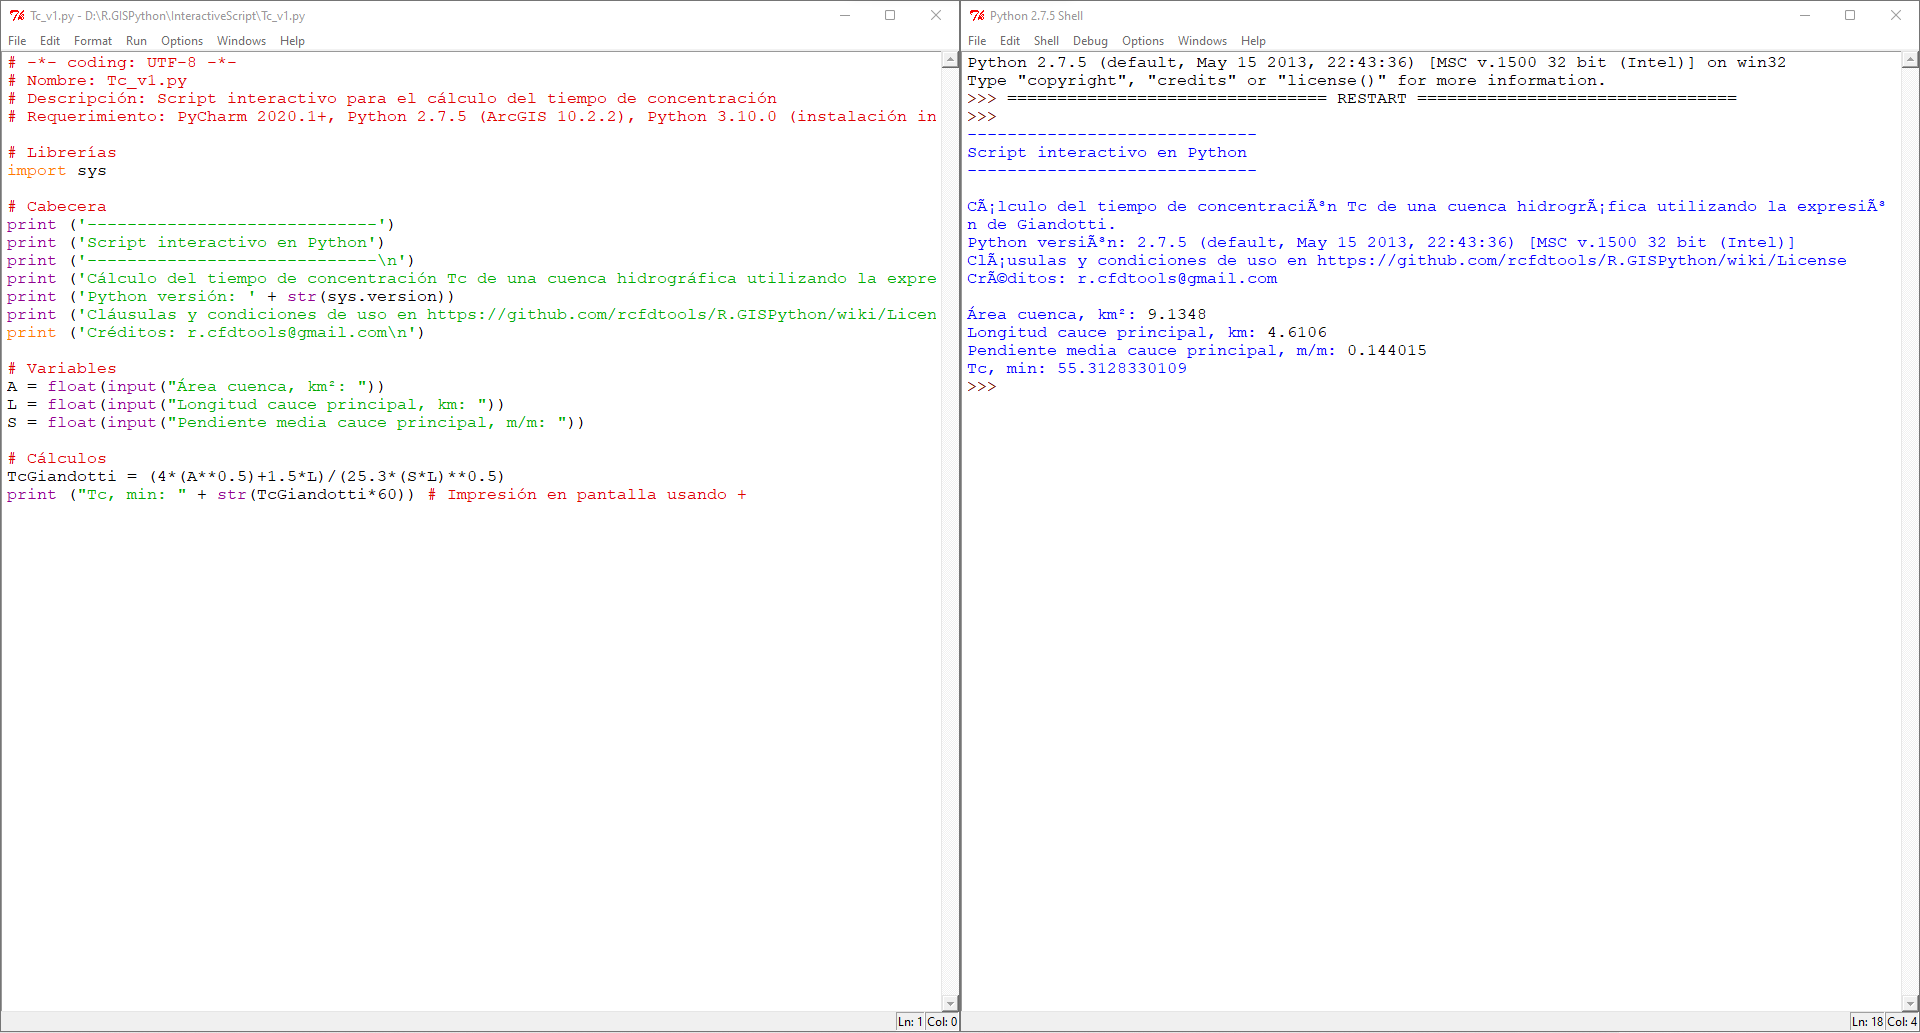 Tc_v1.py - D:\R.GISPython\InteractiveScript\Tc_v1.py
File Edit Format Run Options Windows Help
# -*- coding: UTF-8 -*-
# Nombre: Tc_v1.py
# Descripción: Script interactivo para el cálculo del tiempo de concentración
# Requerimiento: PyCharm 2020.1+, Python 2.7.5 (ArcGIS 10.2.2), Python 3.10.0 (instalación in
# Librerías
import sys
# Cabecera
print ('-----------------------------')
print ('Script interactivo en Python')
print ('-----------------------------\n')
print ('Cálculo del tiempo de concentración Tc de una cuenca hidrográfica utilizando la expre
print ('Python versión: ' + str(sys.version))
print ('Cláusulas y condiciones de uso en https://github.com/rcfdtools/R.GISPython/wiki/Licen
print ('Créditos: r.cfdtools@gmail.com\n')
# Variables
A = float(input("Área cuenca, km²: "))
L = float(input("Longitud cauce principal, km: "))
S = float(input("Pendiente media cauce principal, m/m: "))
# Cálculos
TcGiandotti = (4*(A**0.5)+1.5*L)/(25.3*(S*L)**0.5)
print ("Tc, min: " + str(TcGiandotti*60)) # Impresión en pantalla usando +
Ln: 1 Col: 0
Python 2.7.5 Shell
File Edit Shell Debug Options Windows Help
Python 2.7.5 (default, May 15 2013, 22:43:36) [MSC v.1500 32 bit (Intel)] on win32
Type "copyright", "credits" or "license()" for more information.
>>> ================================ RESTART ================================
>>>
-----------------------------
Script interactivo en Python
-----------------------------
CÃ¡lculo del tiempo de concentraciÃªn Tc de una cuenca hidrogrÃ¡fica utilizando la expresiÃª
n de Giandotti.
Python versiÃªn: 2.7.5 (default, May 15 2013, 22:43:36) [MSC v.1500 32 bit (Intel)]
ClÃ¡usulas y condiciones de uso en https://github.com/rcfdtools/R.GISPython/wiki/License
CrÃ©ditos: r.cfdtools@gmail.com
Área cuenca, km²: 9.1348
Longitud cauce principal, km: 4.6106
Pendiente media cauce principal, m/m: 0.144015
Tc, min: 55.3128330109
>>>
Ln: 18 Col: 4